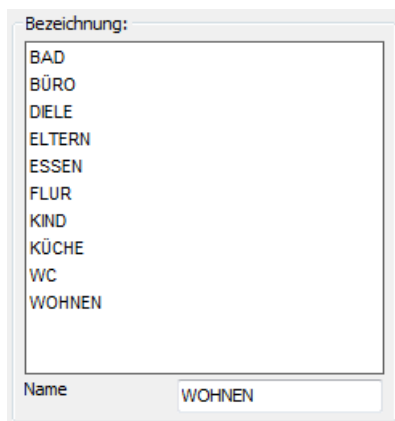 Bezeichnung:
BAD
BÜRO
DIELE
ELTERN
ESSEN
FLUR
KIND
KÜCHE
WC
WOHNEN
Name WOHNEN